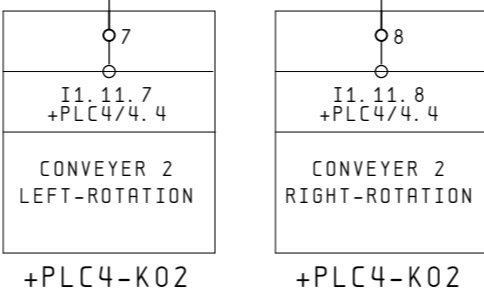 7
8
I1.11.7
+PLC4/4.4
I1.11.8
+PLC4/4.4
CONVEYER 2
LEFT-ROTATION
CONVEYER 2
RIGHT-ROTATION
+PLC4-K02
+PLC4-K02